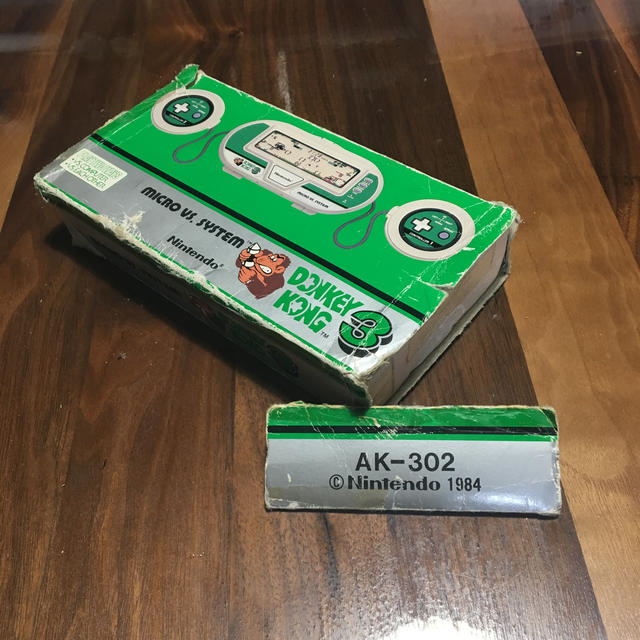 MICRO VS. SYSTEM
Nintendo®
DONKEY
KONG 3
TM
AK-302
© Nintendo 1984